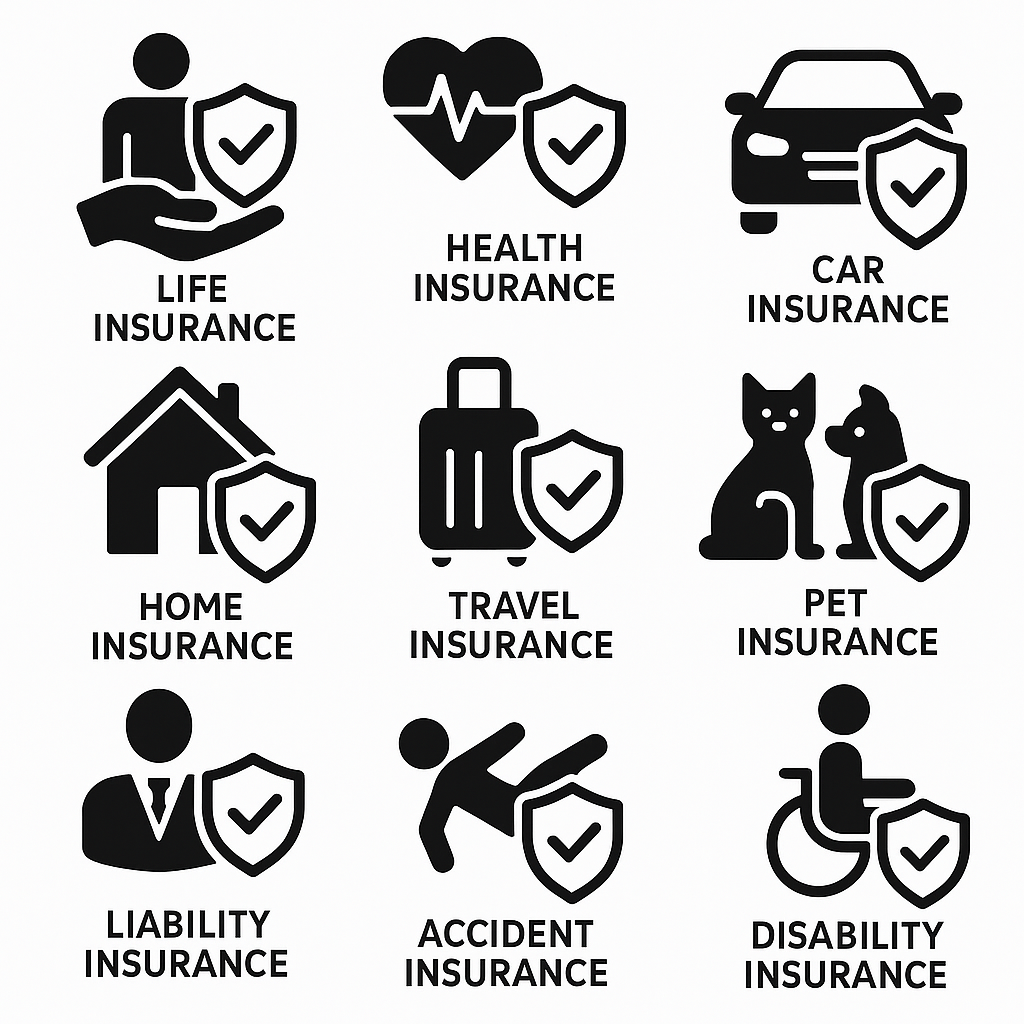 LIFE
INSURANCE
HEALTH
INSURANCE
CAR
INSURANCE
HOME
INSURANCE
TRAVEL
INSURANCE
PET
INSURANCE
LIABILITY
INSURANCE
ACCIDENT
INSURANCE
DISABILITY
INSURANCE